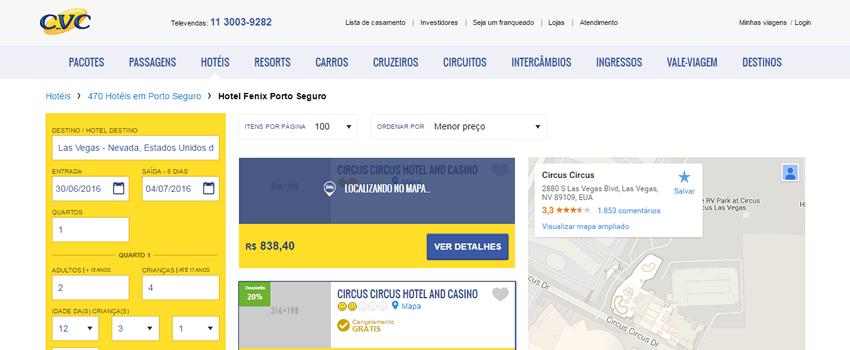 CVC
Televendas: 11 3003-9282
Lista de casamento | Investidores | Seja um franqueado | Lojas | Atendimento
Minhas viagens / Login
PACOTES PASSAGENS HOTÉIS RESORTS CARROS CRUZEIROS CIRCUITOS INTERCÂMBIOS INGRESSOS VALE-VIAGEM DESTINOS
Hotéis > 470 Hotéis em Porto Seguro > Hotel Fenix Porto Seguro
DESTINO / HOTEL DESTINO
Las Vegas - Nevada, Estados Unidos d
ENTRADA SAÍDA - 5 DIAS
30/06/2016 04/07/2016
QUARTOS
1
QUARTO 1
ADULTOS | + 18 ANOS CRIANÇAS | ATÉ 17 ANOS
2 4
IDADE DA(S) CRIANÇA(S)
12 3 1
ITENS POR PÁGINA 100
ORDENAR POR Menor preço
316×198
CIRCUS CIRCUS HOTEL AND CASINO
Mapa
LOCALIZANDO NO MAPA...
R$ 838,40
VER DETALHES
Desconto
20%
316×198
CIRCUS CIRCUS HOTEL AND CASINO
Mapa
Cancelamento
GRÁTIS
Circus Circus
2880 S Las Vegas Blvd, Las Vegas,
NV 89109, EUA
3,3 1.853 comentários
Visualizar mapa ampliado
Salvar
RV Park at Circus
Circus Las Vegas
Circus Circus Dr